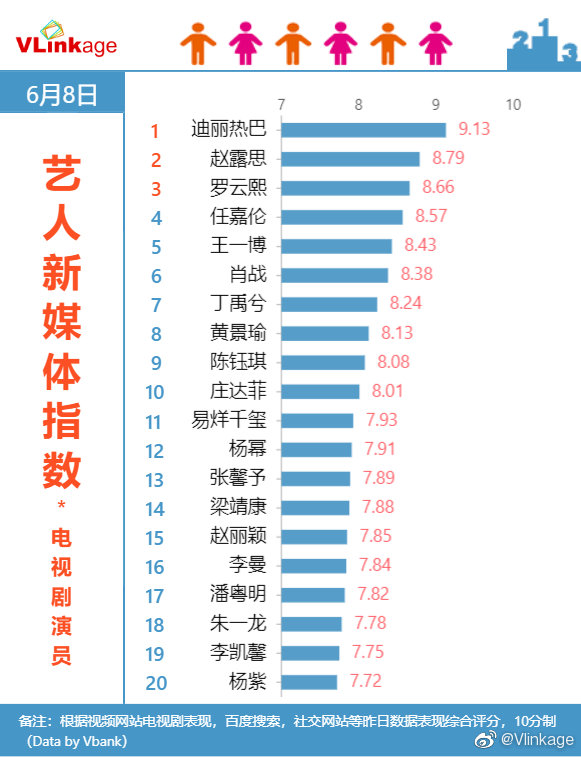 VLinkage
2 1 3
6月8日
艺人新媒体指数
*
电视剧演员
7 8 9 10
1 迪丽热巴 9.13
2 赵露思 8.79
3 罗云熙 8.66
4 任嘉伦 8.57
5 王一博 8.43
6 肖战 8.38
7 丁禹兮 8.24
8 黄景瑜 8.13
9 陈钰琪 8.08
10 庄达菲 8.01
11 易烊千玺 7.93
12 杨幂 7.91
13 张馨予 7.89
14 梁靖康 7.88
15 赵丽颖 7.85
16 李曼 7.84
17 潘粤明 7.82
18 朱一龙 7.78
19 李凯馨 7.75
20 杨紫 7.72
备注：根据视频网站电视剧表现，百度搜索，社交网站等昨日数据表现综合评分，10分制
（Data by Vbank）
@Vlinkage